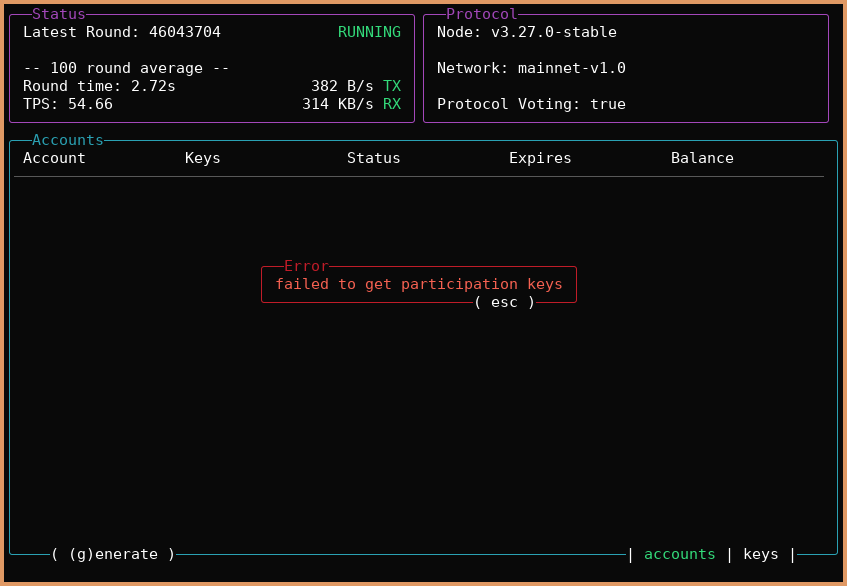 Status
Latest Round: 46043704 RUNNING
-- 100 round average --
Round time: 2.72s 382 B/s TX
TPS: 54.66 314 KB/s RX
Protocol
Node: v3.27.0-stable
Network: mainnet-v1.0
Protocol Voting: true
Accounts
Account Keys Status Expires Balance
Error
failed to get participation keys
( esc )
( (g)enerate ) | accounts | keys |